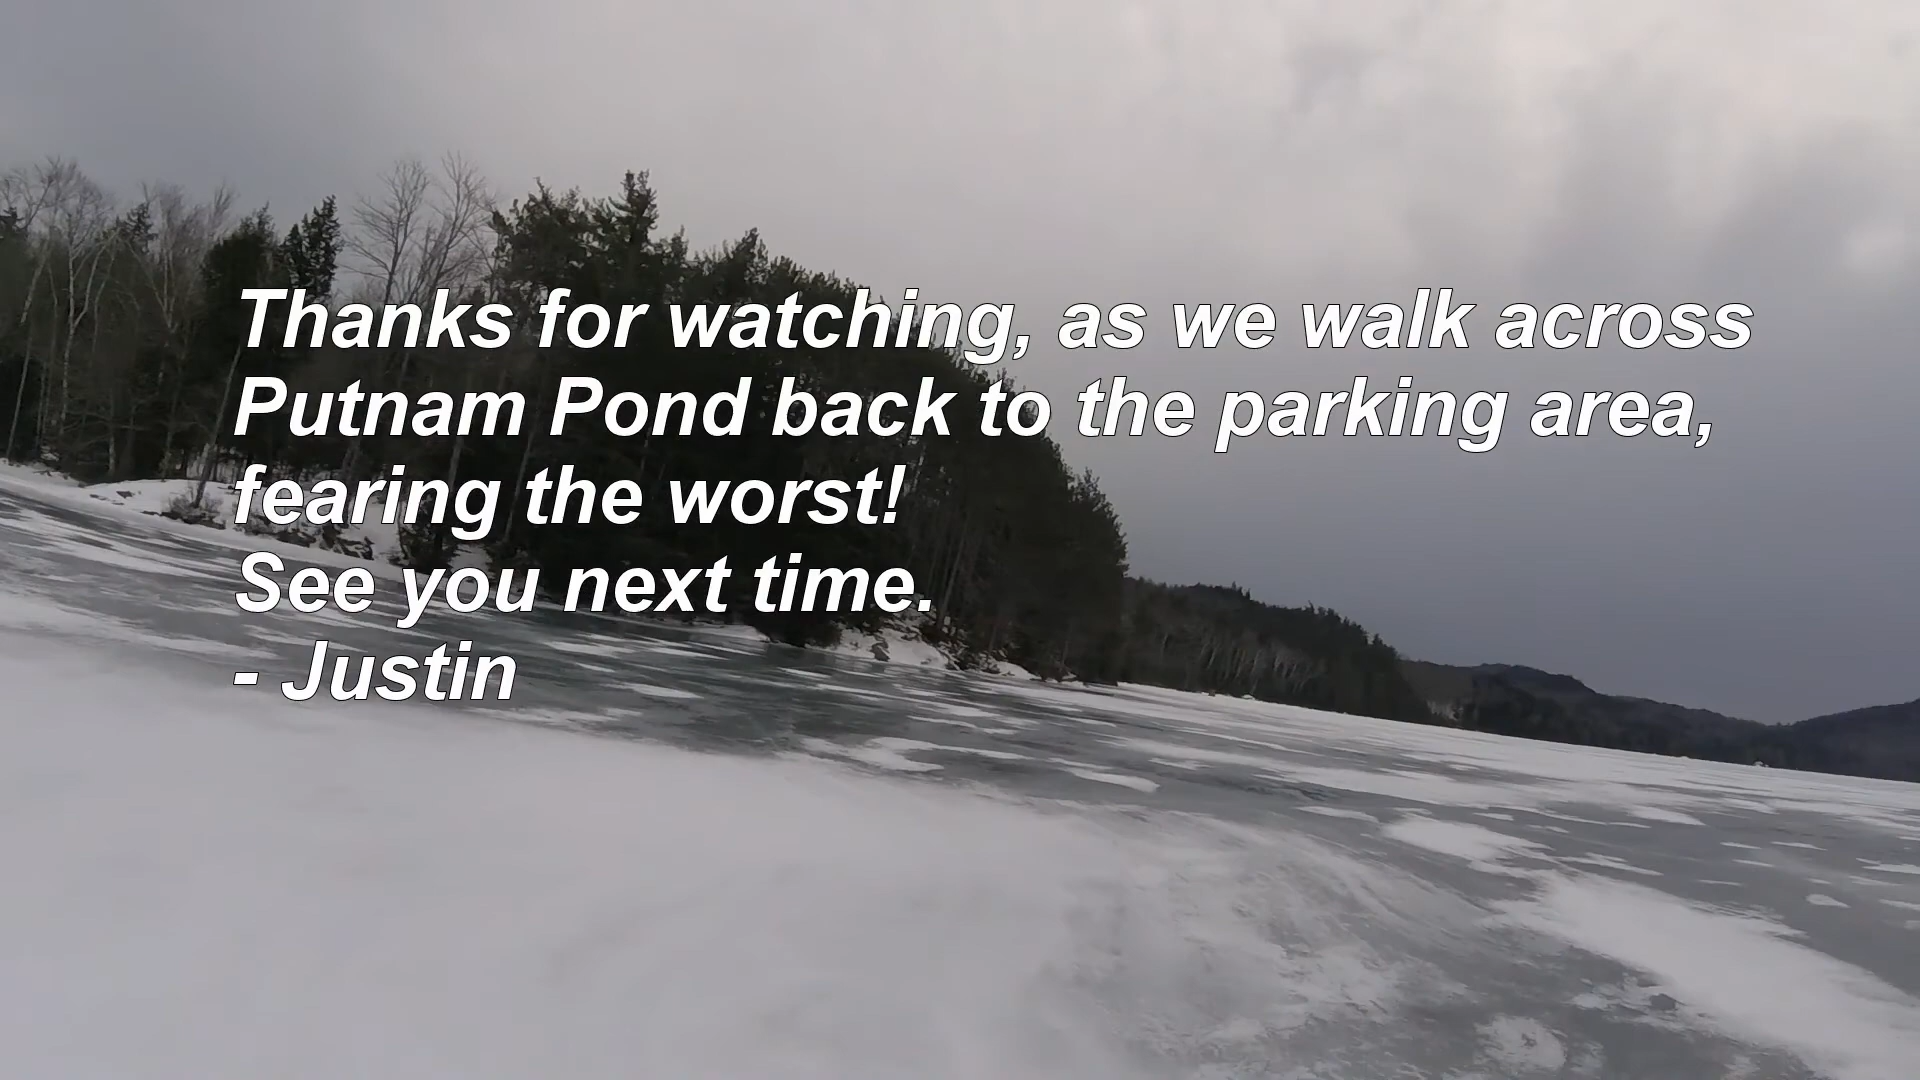 Thanks for watching, as we walk across
Putnam Pond back to the parking area,
fearing the worst!
See you next time.
- Justin